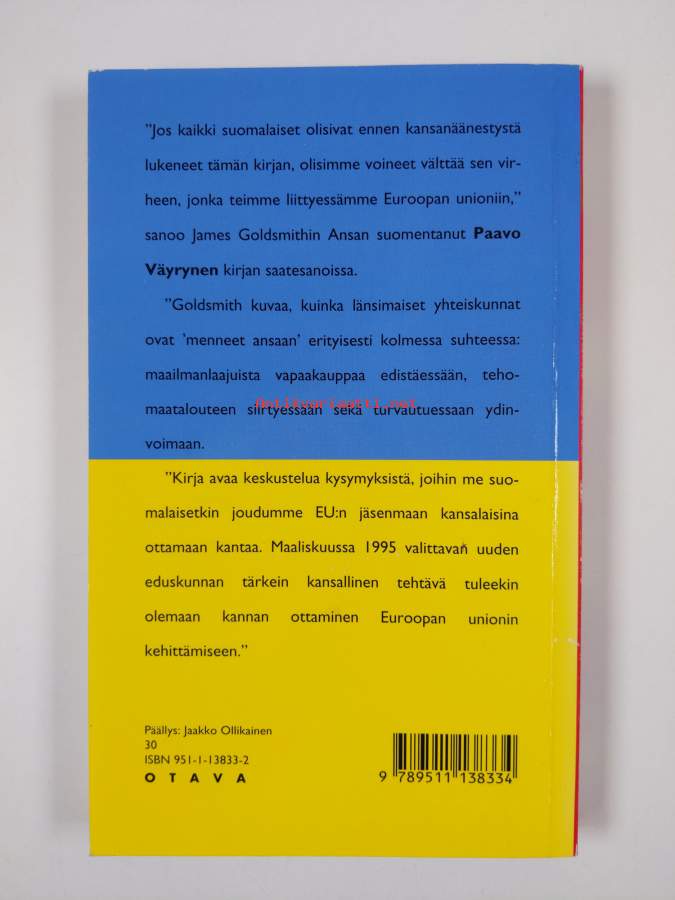 ”Jos kaikki suomalaiset olisivat ennen kansanäänestystä
lukeneet tämän kirjan, olisimme voineet välttää sen vir-
heen, jonka teimme liittyessämme Euroopan unioniin,”
sanoo James Goldsmithin Ansan suomentanut Paavo
Väyrynen kirjan saatesanoissa.
”Goldsmith kuvaa, kuinka länsimaiset yhteiskunnat
ovat ’menneet ansaan’ erityisesti kolmessa suhteessa:
maailmanlaajuista vapaakauppaa edistäessään, teho-
maatalouteen siirtyessään sekä turvautuessaan ydin-
voimaan.
Antikvariaatti.net
”Kirja avaa keskustelua kysymyksistä, joihin me suo-
malaisetkin joudumme EU:n jäsenmaan kansalaisina
ottamaan kantaa. Maaliskuussa 1995 valittavan uuden
eduskunnan tärkein kansallinen tehtävä tuleekin
olemaan kannan ottaminen Euroopan unionin
kehittämiseen.”
Päällys: Jaakko Ollikainen
30
ISBN 951-1-13833-2
OTAVA
9 789511 138334